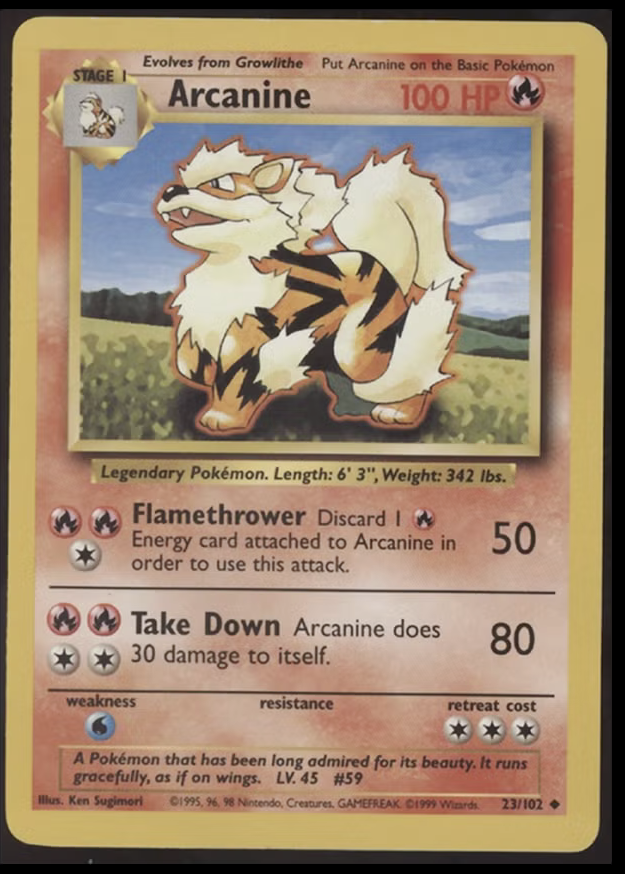 Evolves from Growlithe Put Arcanine on the Basic Pokémon
STAGE 1
Arcanine 100 HP
Legendary Pokémon. Length: 6' 3", Weight: 342 lbs.
Flamethrower Discard 1
Energy card attached to Arcanine in
order to use this attack.
50
Take Down Arcanine does
30 damage to itself.
80
weakness resistance retreat cost
A Pokémon that has been long admired for its beauty. It runs
gracefully, as if on wings. LV. 45 #59
Illus. Ken Sugimori ©1995, 96, 98 Nintendo, Creatures, GAMEFREAK. ©1999 Wizards. 23/102